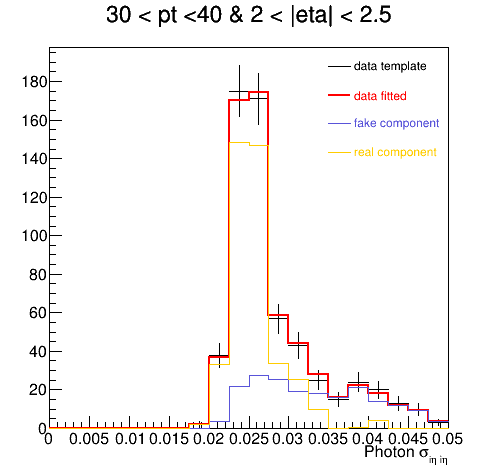 30 < pt <40 & 2 < |eta| < 2.5
data template
data fitted
fake component
real component
180
160
140
120
100
80
60
40
20
0
0 0.005 0.01 0.015 0.02 0.025 0.03 0.035 0.04 0.045 0.05
Photon σiη iη